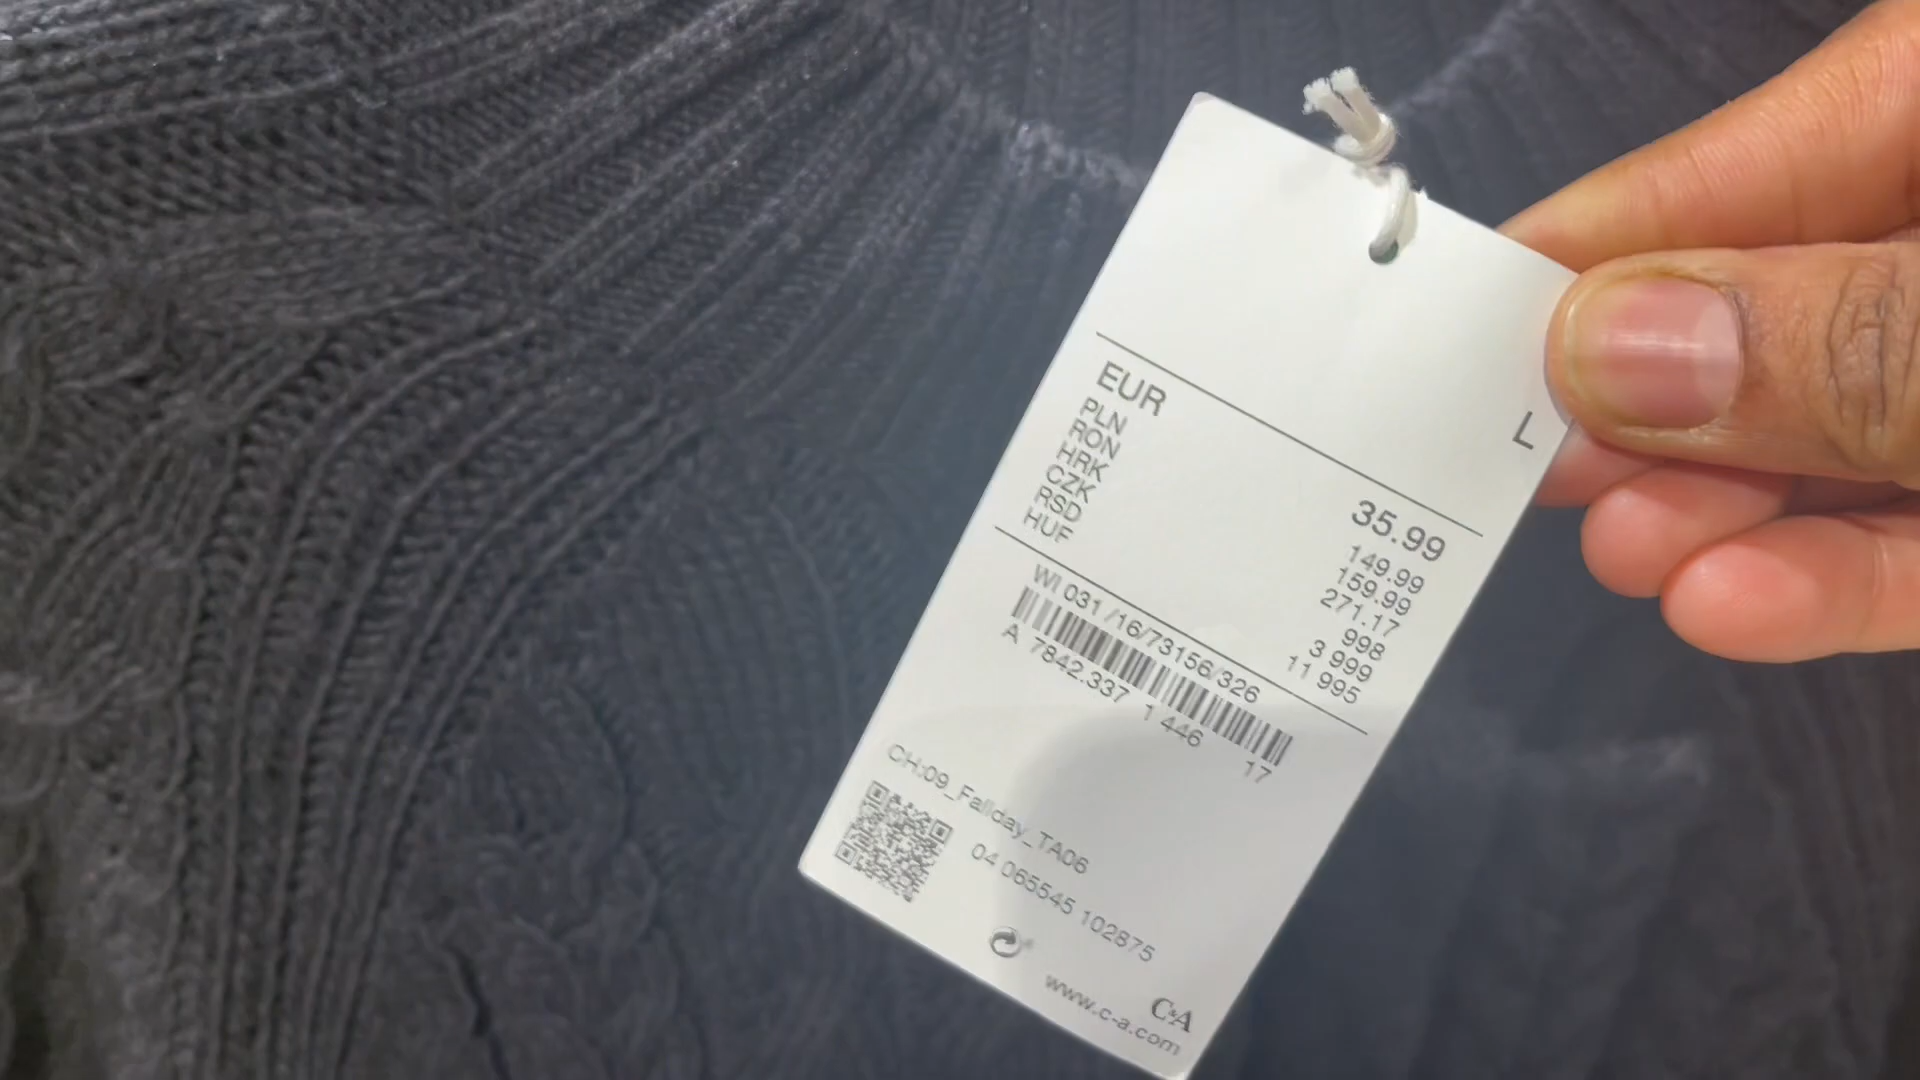 L
EUR 35.99
PLN 149.99
RON 159.99
HRK 271.17
CZK 998
RSD 3 999
HUF 11 995
WI 031 /16/73156/326
A 7842.337 1 446 17
CH:09_Fallday_TA06
04 065545 102875
C&A
www.c-a.com